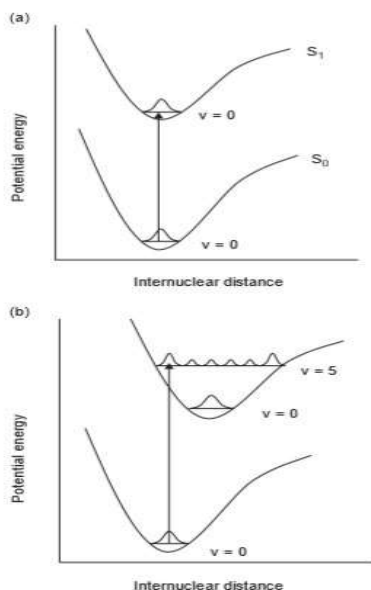 (a)
S1
v = 0
S0
v = 0
Potential energy
Internuclear distance
(b)
v = 5
v = 0
v = 0
Potential energy
Internuclear distance